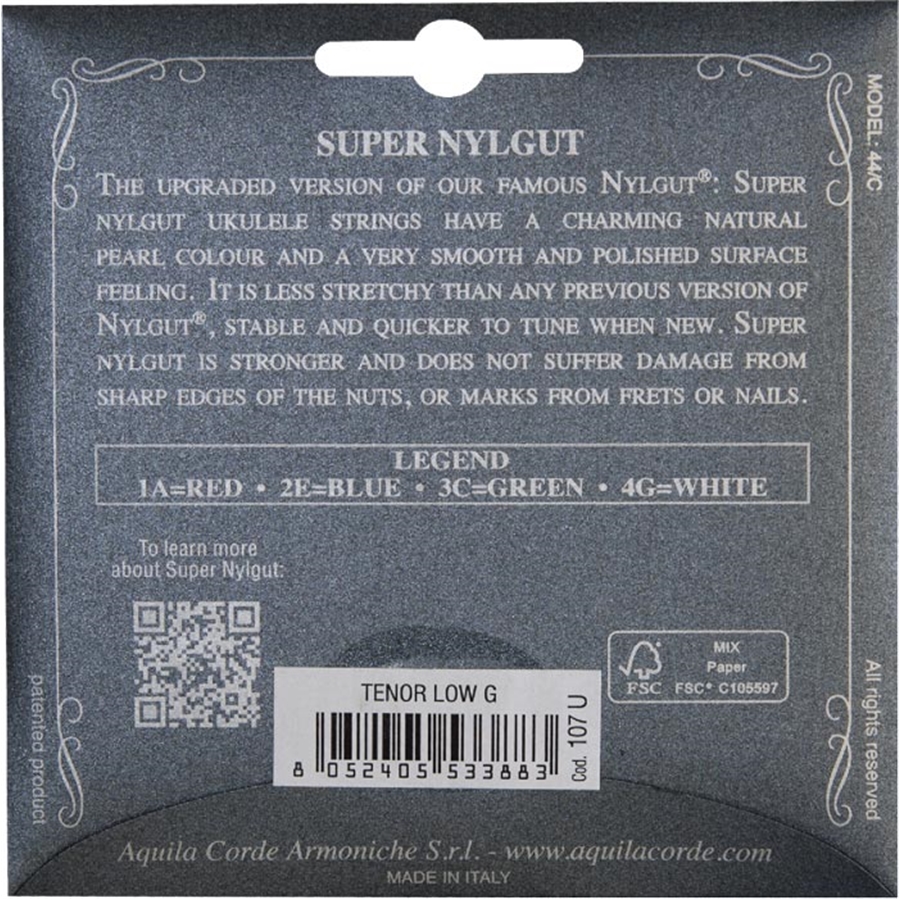 MODEL: 44/C
SUPER NYLGUT
THE UPGRADED VERSION OF OUR FAMOUS NYLGUT®: SUPER
NYLGUT UKULELE STRINGS HAVE A CHARMING NATURAL
PEARL COLOUR AND A VERY SMOOTH AND POLISHED SURFACE
FEELING. IT IS LESS STRETCHY THAN ANY PREVIOUS VERSION OF
NYLGUT®, STABLE AND QUICKER TO TUNE WHEN NEW. SUPER
NYLGUT IS STRONGER AND DOES NOT SUFFER DAMAGE FROM
SHARP EDGES OF THE NUTS, OR MARKS FROM FRETS OR NAILS.
LEGEND
1A=RED • 2E=BLUE • 3C=GREEN • 4G=WHITE
To learn more
about Super Nylgut:
MIX
Paper
FSC® C105597
FSC
TENOR LOW G
8 052405 533883
Cod. 107 U
patented product
All rights reserved
Aquila Corde Armoniche S.r.l. - www.aquilacorde.com
MADE IN ITALY